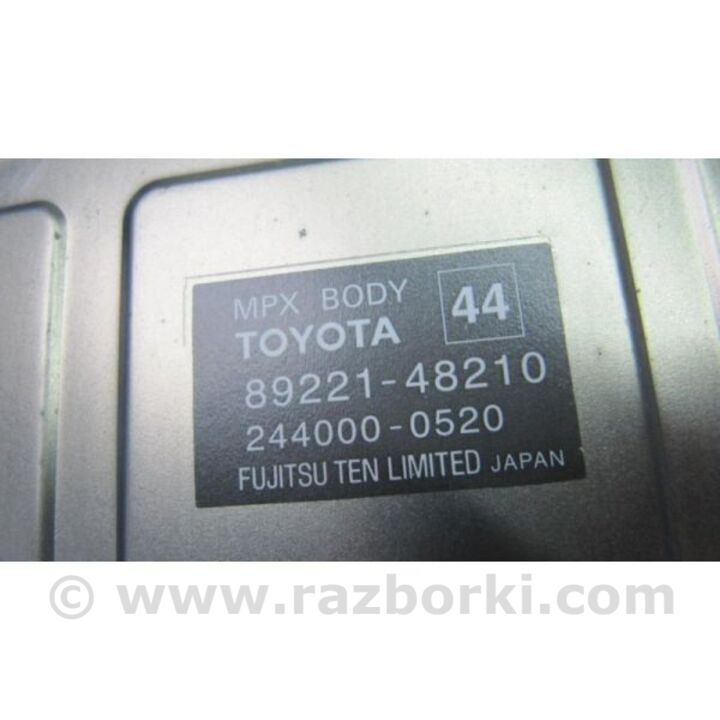 MPX BODY 44
TOYOTA
89221-48210
244000-0520
FUJITSU TEN LIMITED JAPAN
© www.razborki.com